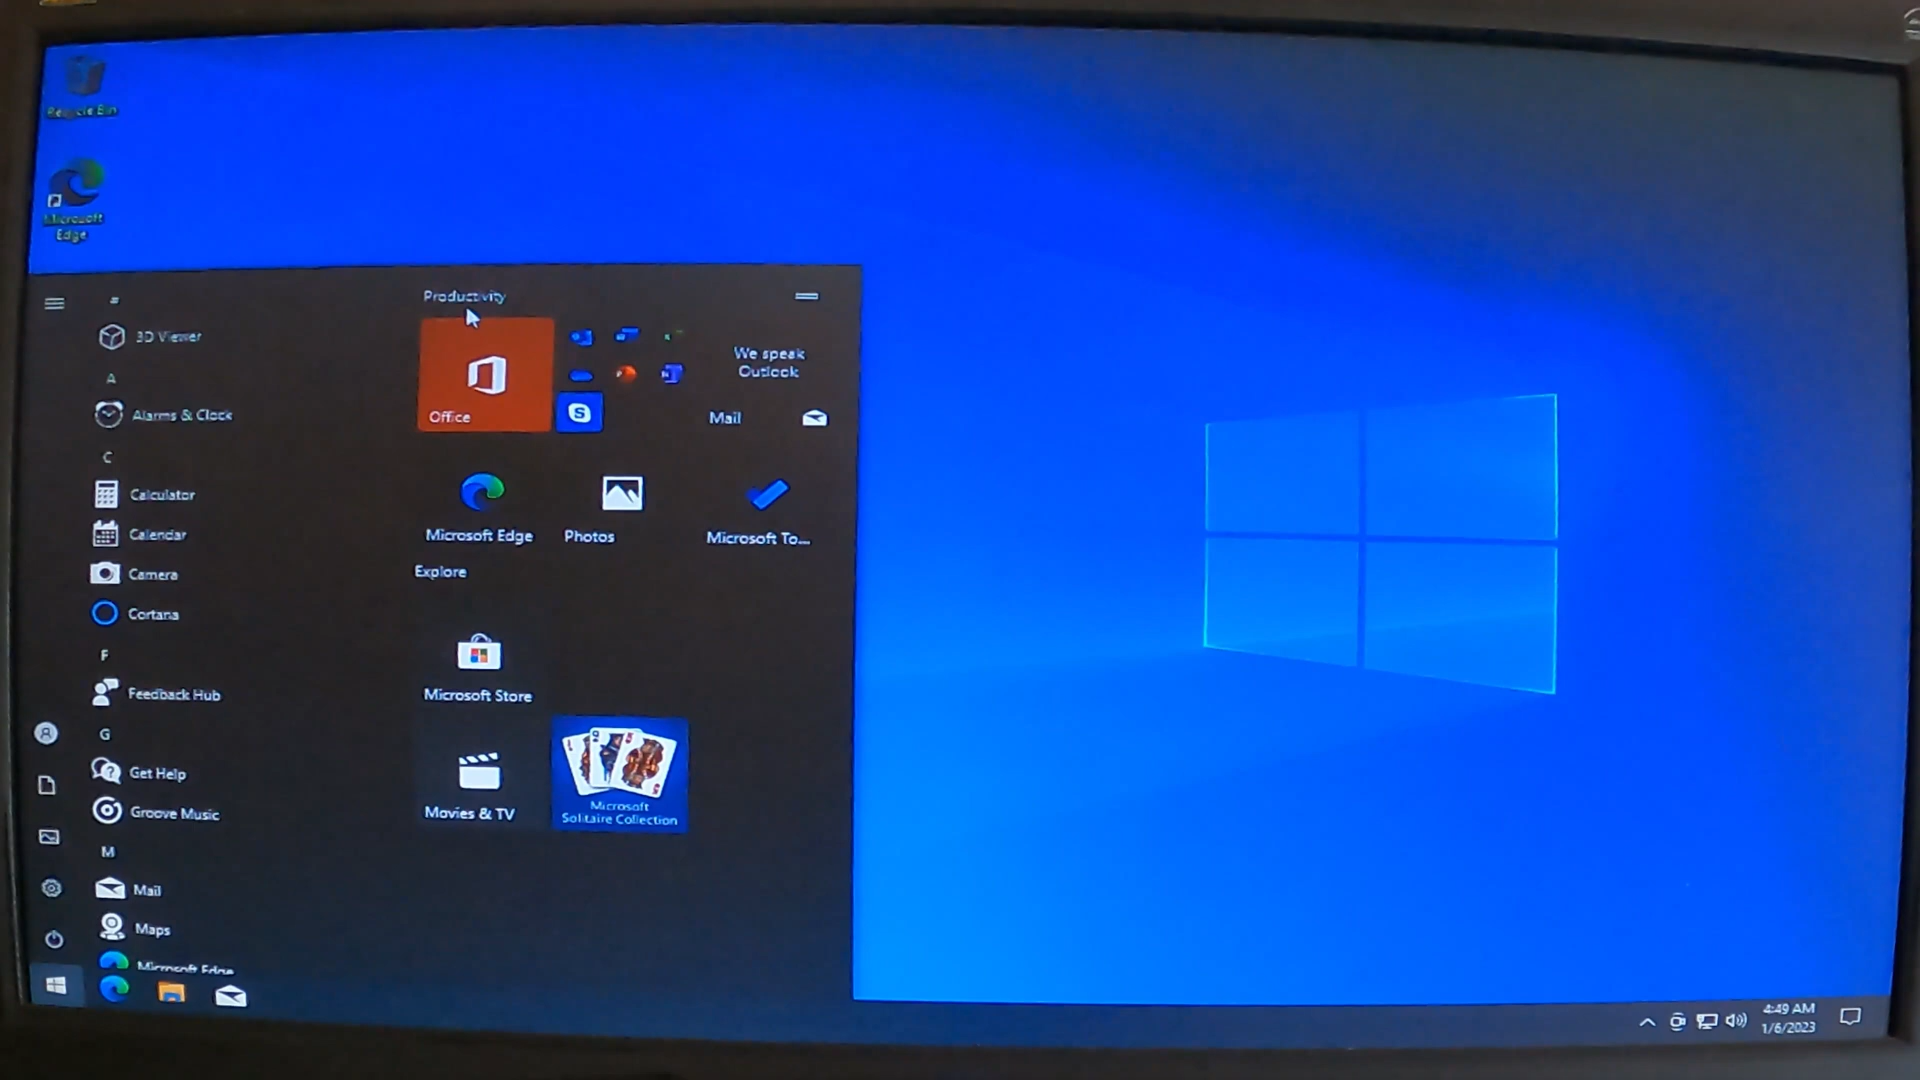 Recycle Bin
Microsoft
Edge
#
3D Viewer
A
Alarms & Clock
C
Calculator
Calendar
Camera
Cortana
F
Feedback Hub
G
Get Help
Groove Music
M
Mail
Maps
Microsoft Edge
Productivity
Office
We speak
Outlook
Mail
Microsoft Edge
Photos
Microsoft To...
Explore
Microsoft Store
Movies & TV
Microsoft
Solitaire Collection
4:49 AM
1/6/2023